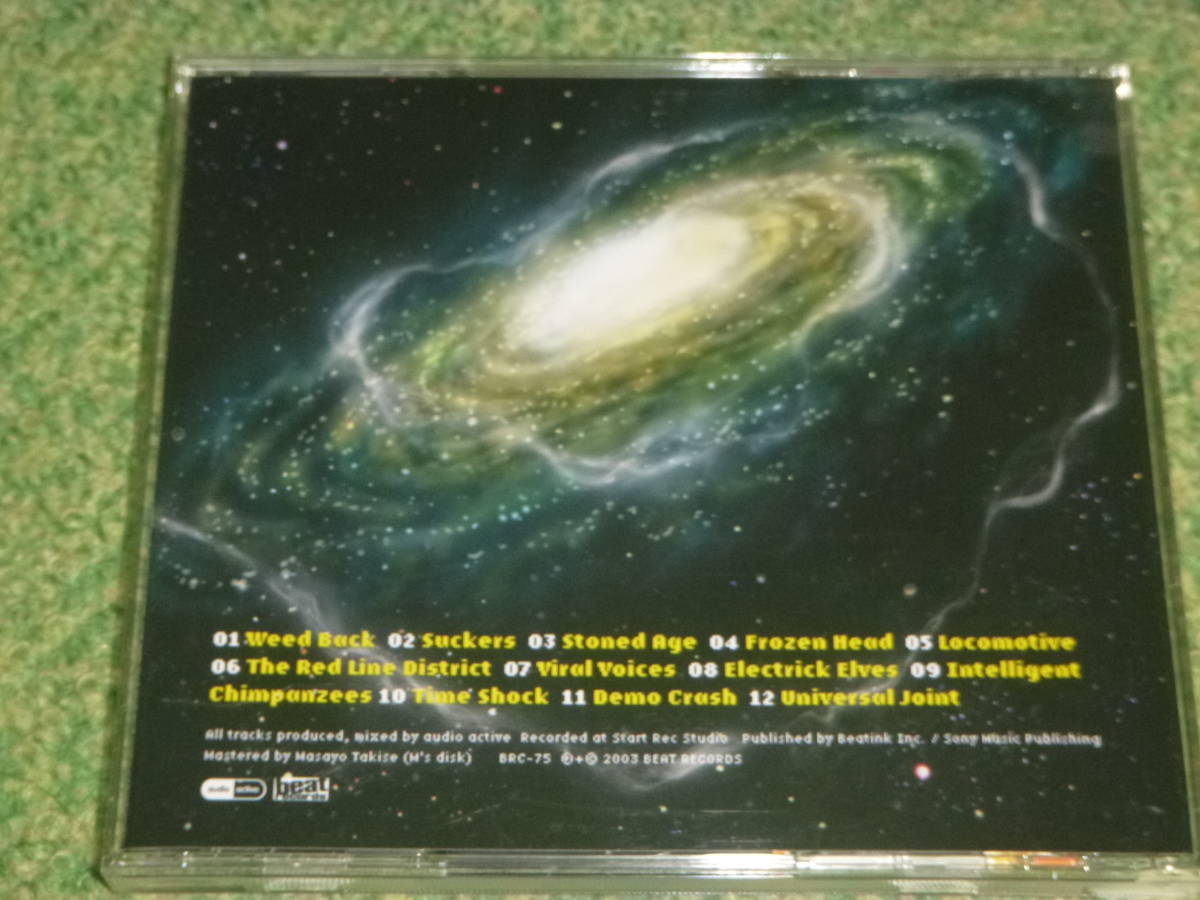 01 Weed Back 02 Suckers 03 Stoned Age 04 Frozen Head 05 Locomotive
06 The Red Line District 07 Viral Voices 08 Electrick Elves 09 Intelligent
Chimpanzees 10 Time Shock 11 Demo Crash 12 Universal Joint
All tracks produced, mixed by audio active Recorded at Start Rec Studio Published by Beatink Inc. / Sony Music Publishing
Mastered by Masayo Takise (M's disk) BRC-75 ℗+© 2003 BEAT RECORDS
audio active beat records